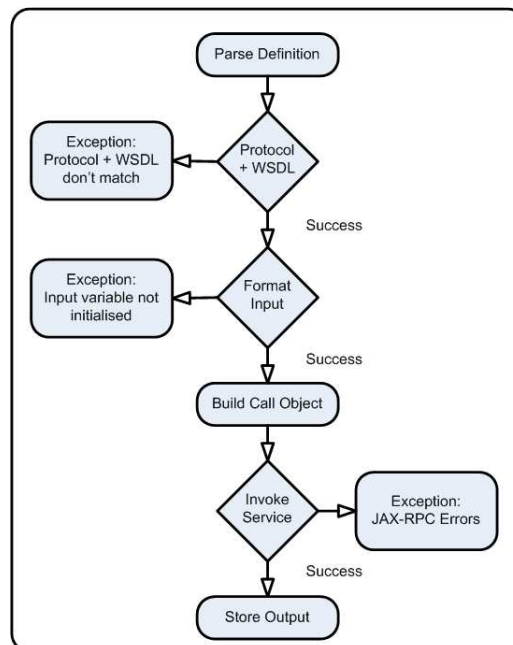 Parse Definition
Exception:
Protocol + WSDL
don't match
Protocol
+ WSDL
Success
Exception:
Input variable not
initialised
Format
Input
Success
Build Call Object
Invoke
Service
Exception:
JAX-RPC Errors
Success
Store Output